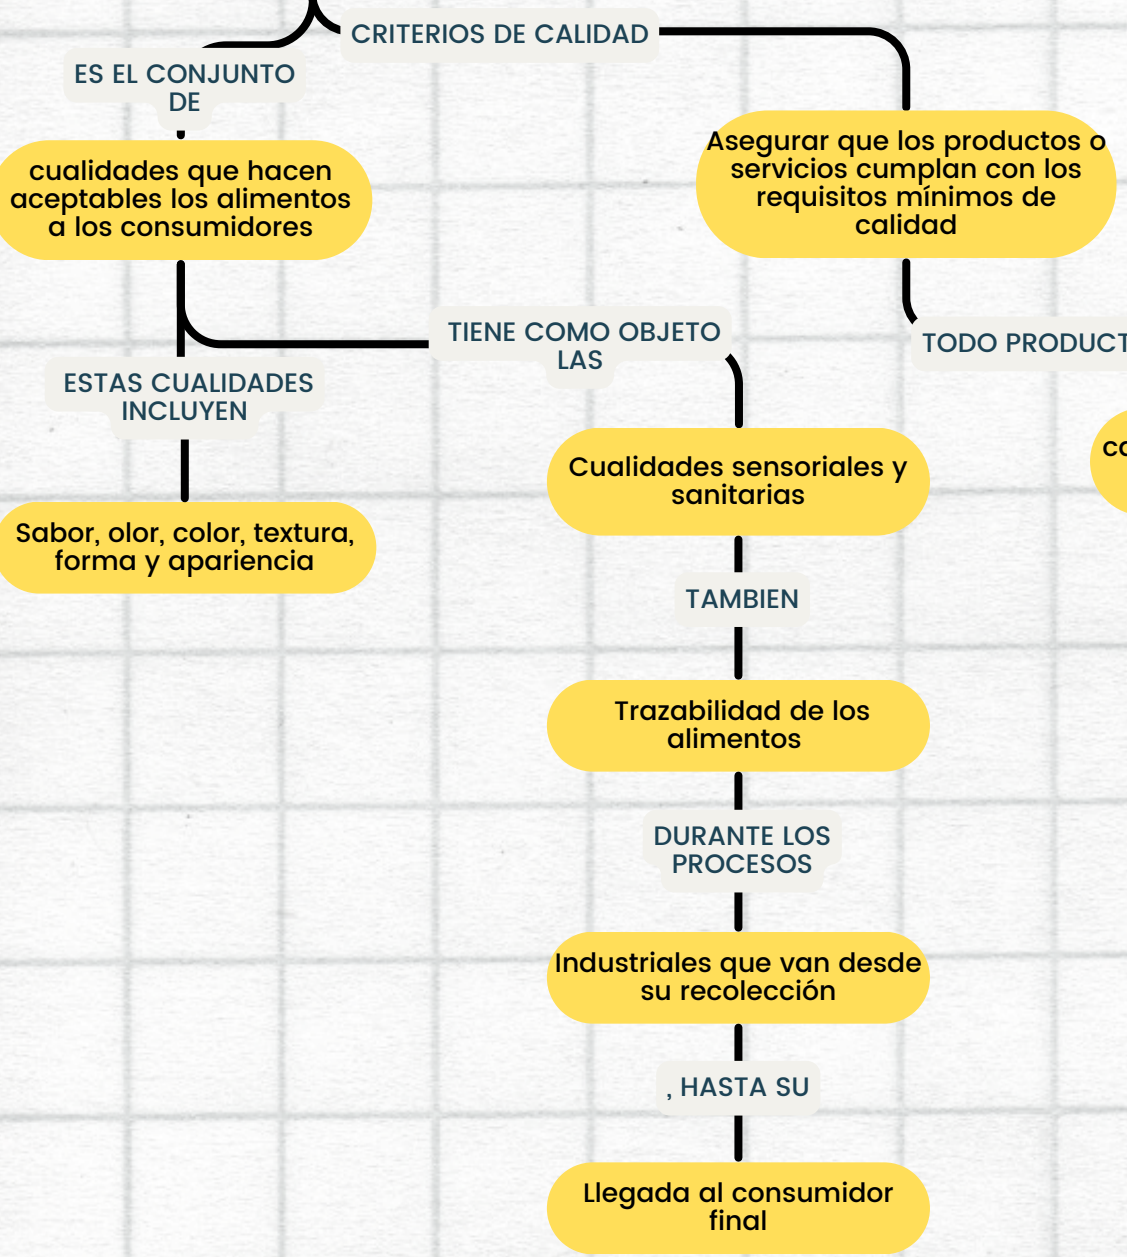 CRITERIOS DE CALIDAD
ES EL CONJUNTO
DE
cualidades que hacen
aceptables los alimentos
a los consumidores
Asegurar que los productos o
servicios cumplan con los
requisitos mínimos de
calidad
TIENE COMO OBJETO
LAS
TODO PRODUCT
ESTAS CUALIDADES
INCLUYEN
Cualidades sensoriales y
sanitarias
Sabor, olor, color, textura,
forma y apariencia
TAMBIEN
Trazabilidad de los
alimentos
DURANTE LOS
PROCESOS
Industriales que van desde
su recolección
, HASTA SU
Llegada al consumidor
final